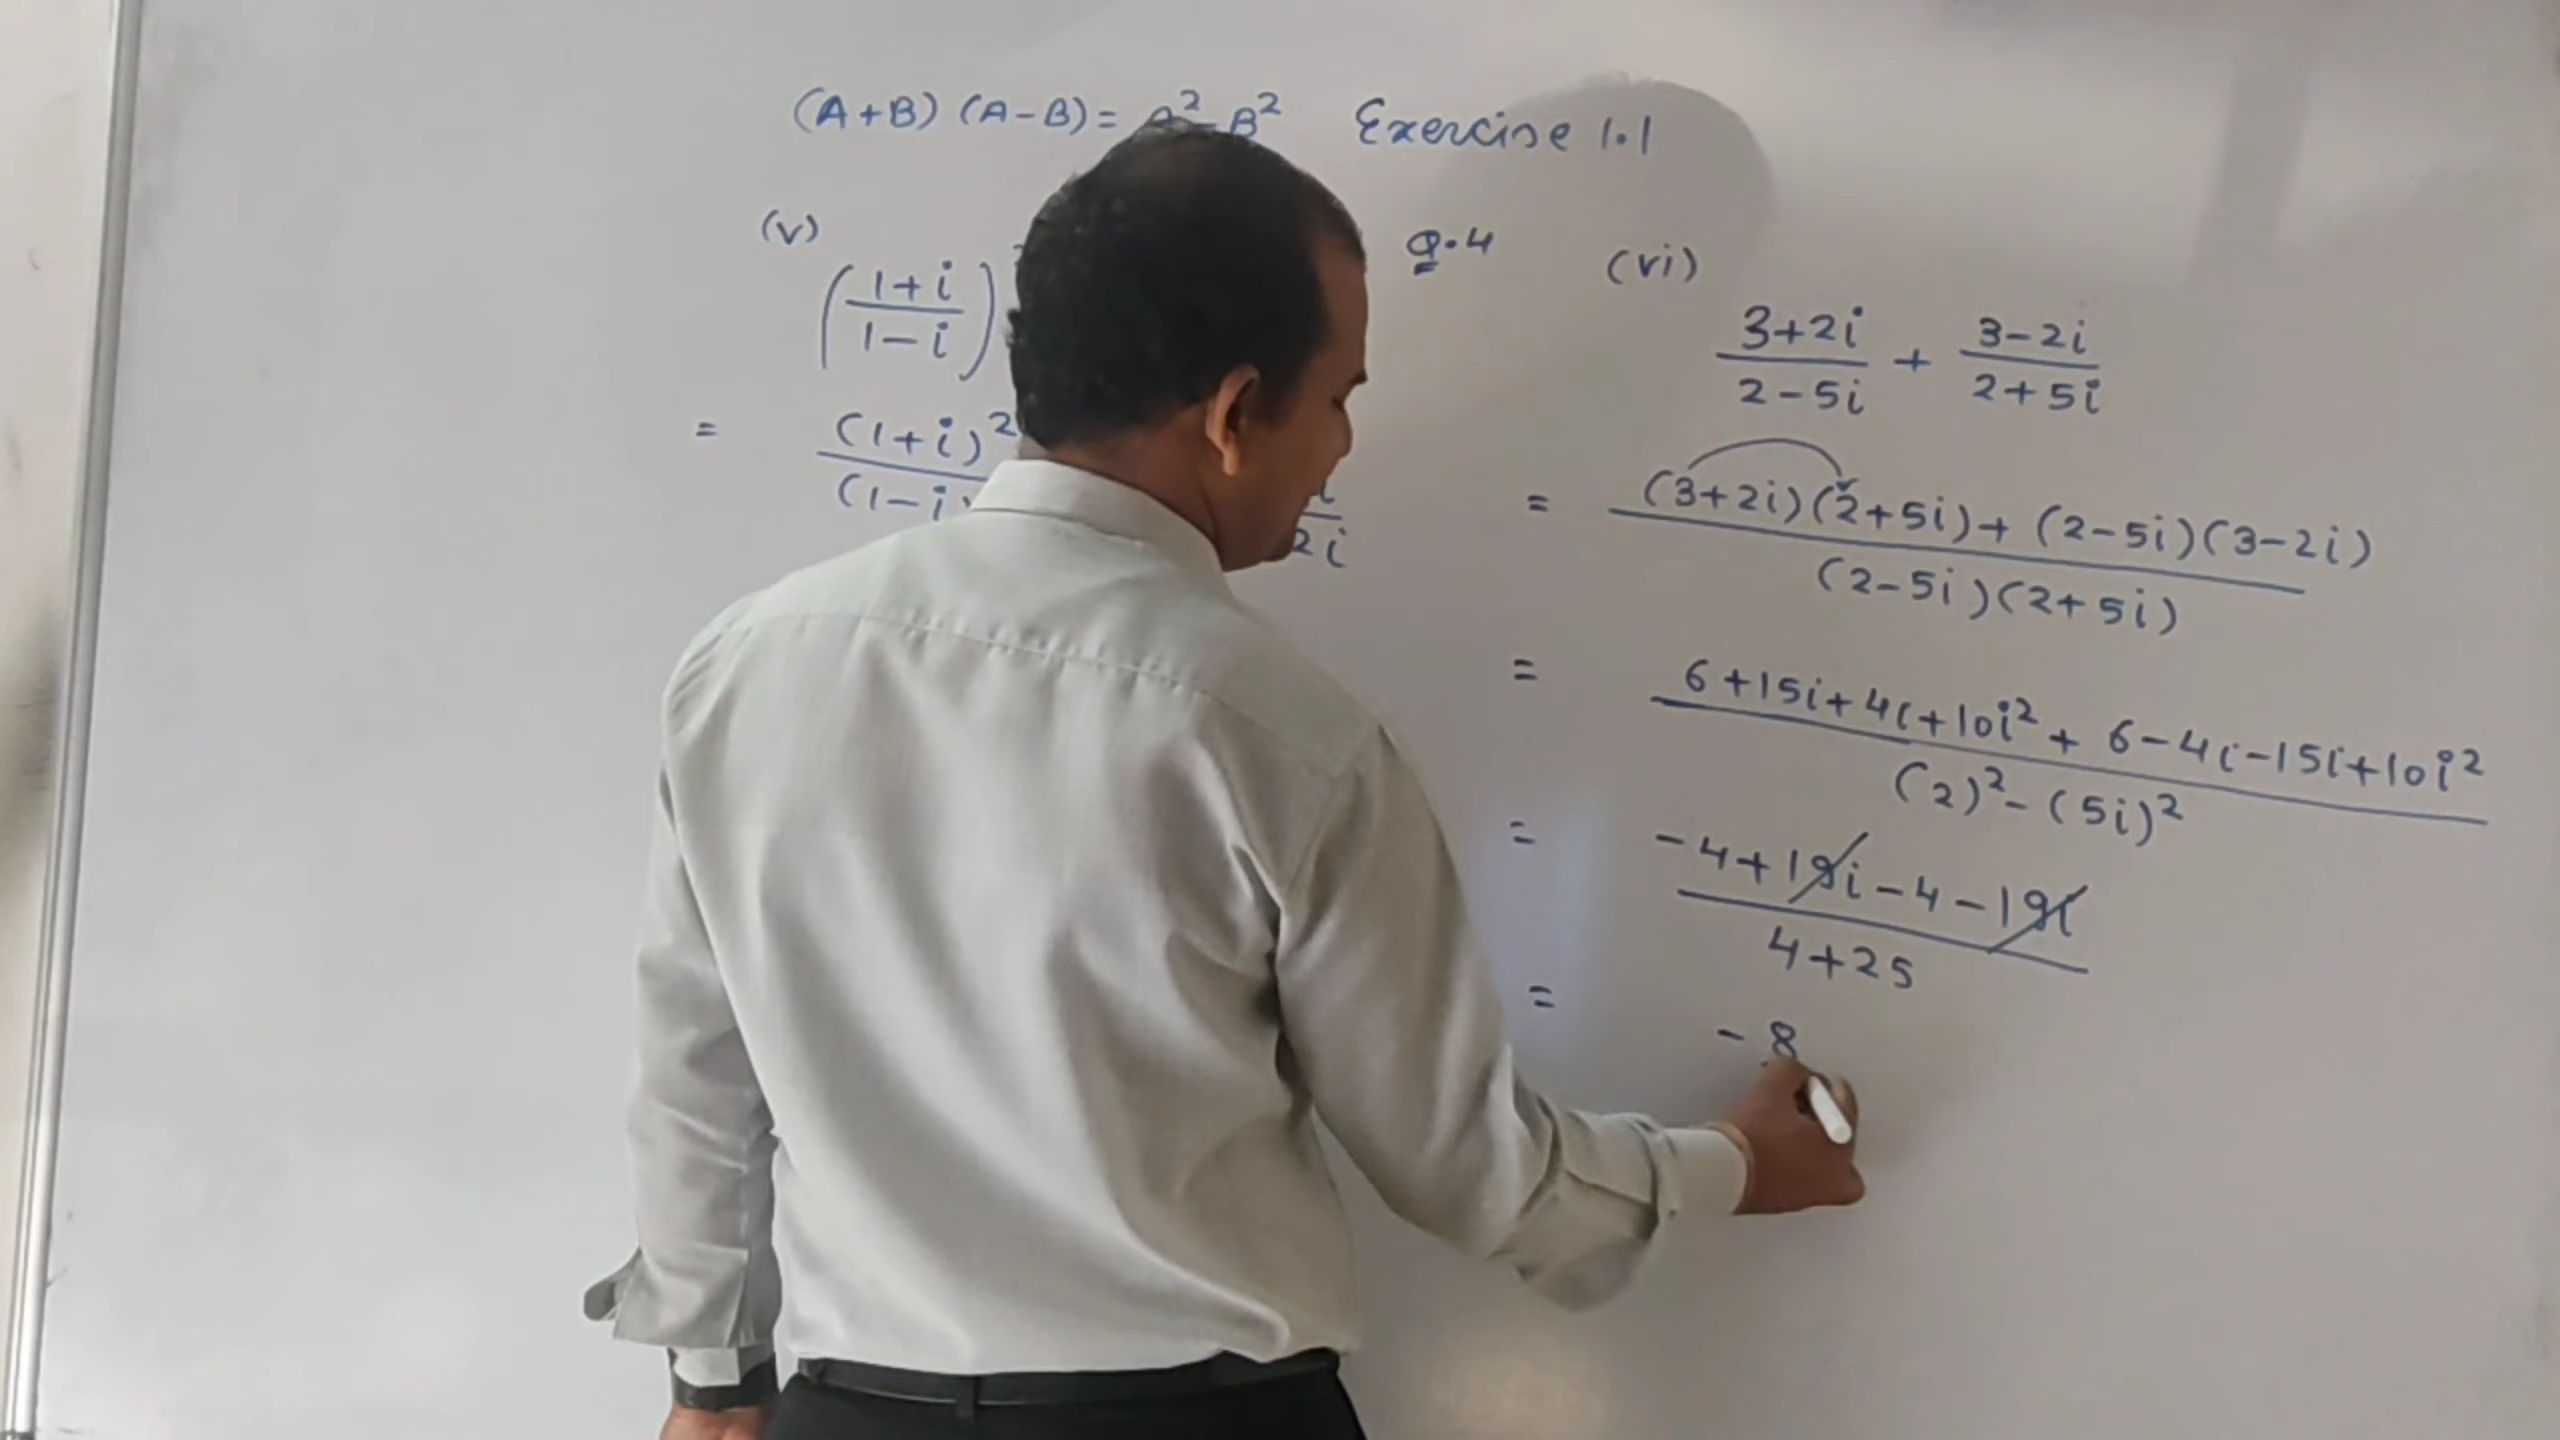 (A+B) (A-B) = A² - B² Exercise 1.1
(v)
(1+i / 1-i)
= (1+i)² / (1-i
2i
Q.4 (vi)
3+2i / 2-5i + 3-2i / 2+5i
= (3+2i)(2+5i)+(2-5i)(3-2i) / (2-5i)(2+5i)
= 6+15i+4i+10i²+6-4i-15i+10i² / (2)²-(5i)²
= -4+19i-4-19i / 4+25
= -8